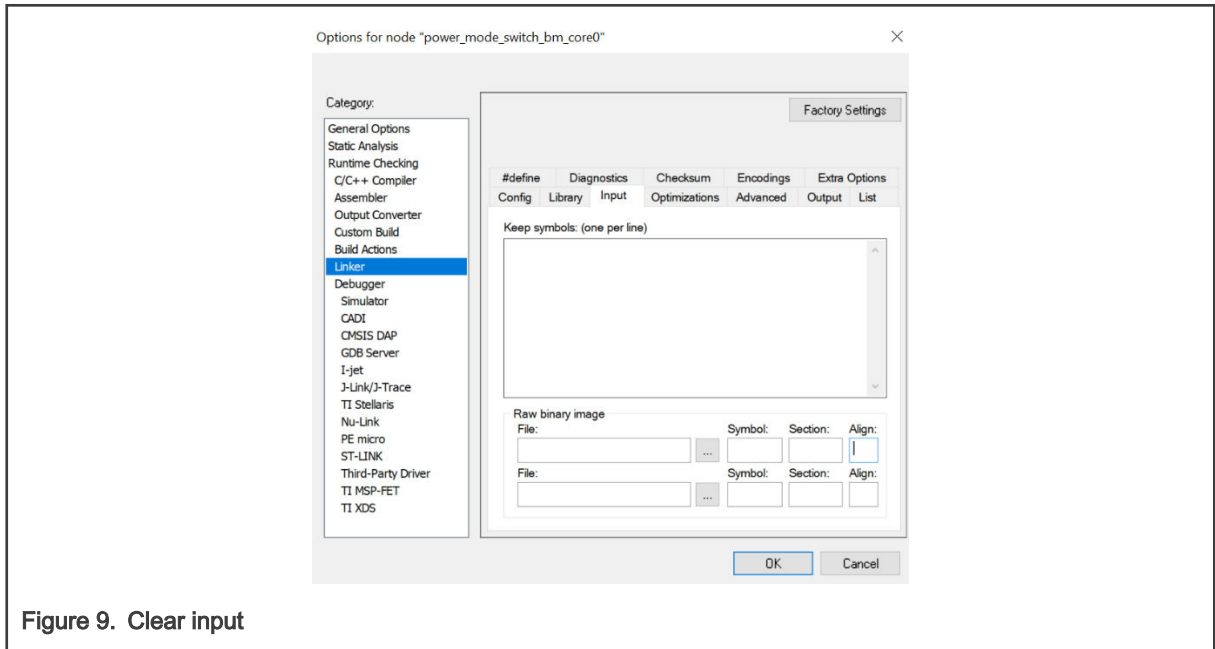 Options for node "power_mode_switch_bm_core0"
Category:
General Options
Static Analysis
Runtime Checking
C/C++ Compiler
Assembler
Output Converter
Custom Build
Build Actions
Linker
Debugger
Simulator
CADI
CMSIS DAP
GDB Server
I-jet
J-Link/J-Trace
TI Stellaris
Nu-Link
PE micro
ST-LINK
Third-Party Driver
TI MSP-FET
TI XDS
Factory Settings
#define Diagnostics Checksum Encodings Extra Options
Config Library Input Optimizations Advanced Output List
Keep symbols: (one per line)
Raw binary image
File: Symbol: Section: Align:
...
File: Symbol: Section: Align:
...
OK Cancel
Figure 9. Clear input